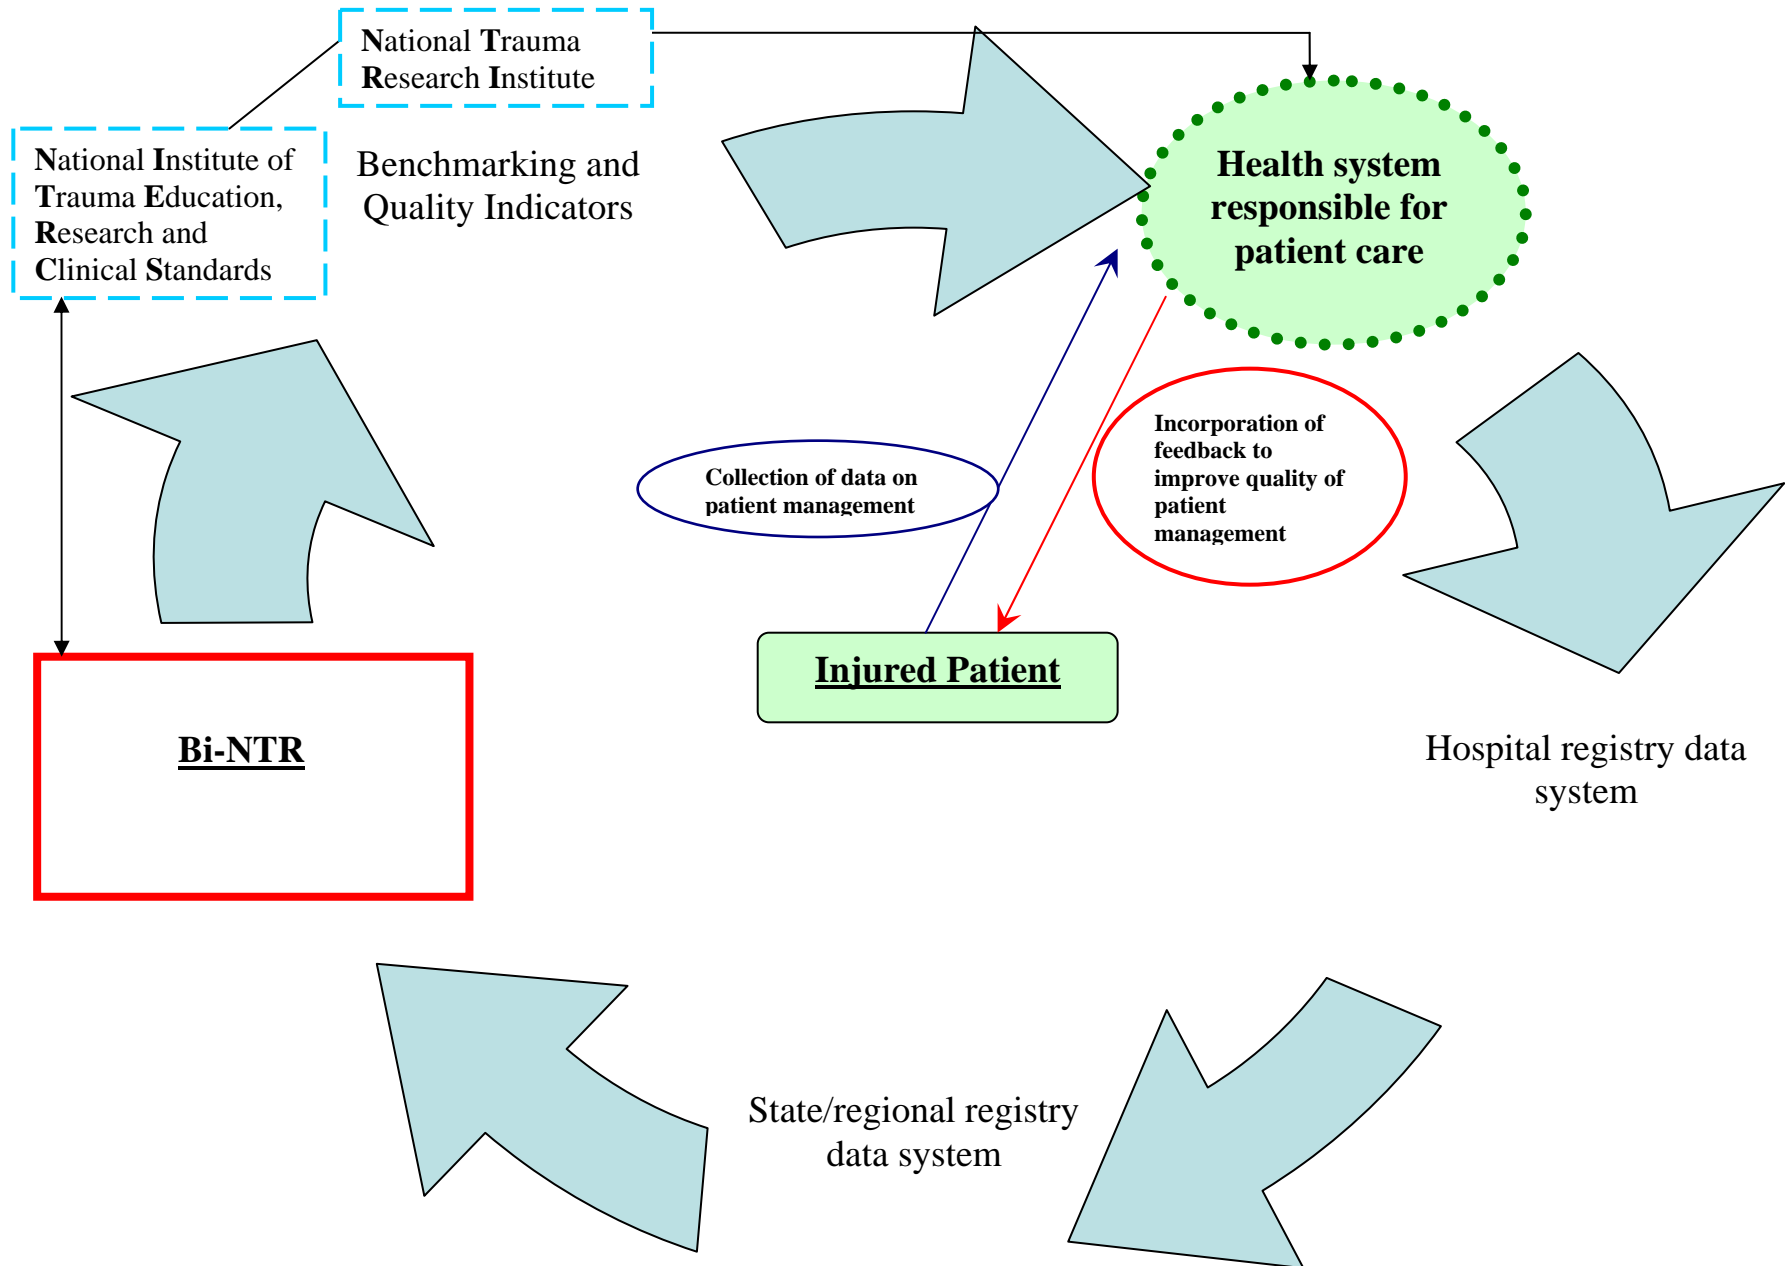 National Trauma
Research Institute
National Institute of
Trauma Education,
Research and
Clinical Standards
Benchmarking and
Quality Indicators
Health system
responsible for
patient care
Incorporation of
feedback to
improve quality of
patient
management
Collection of data on
patient management
Injured Patient
Bi-NTR
Hospital registry data
system
State/regional registry
data system